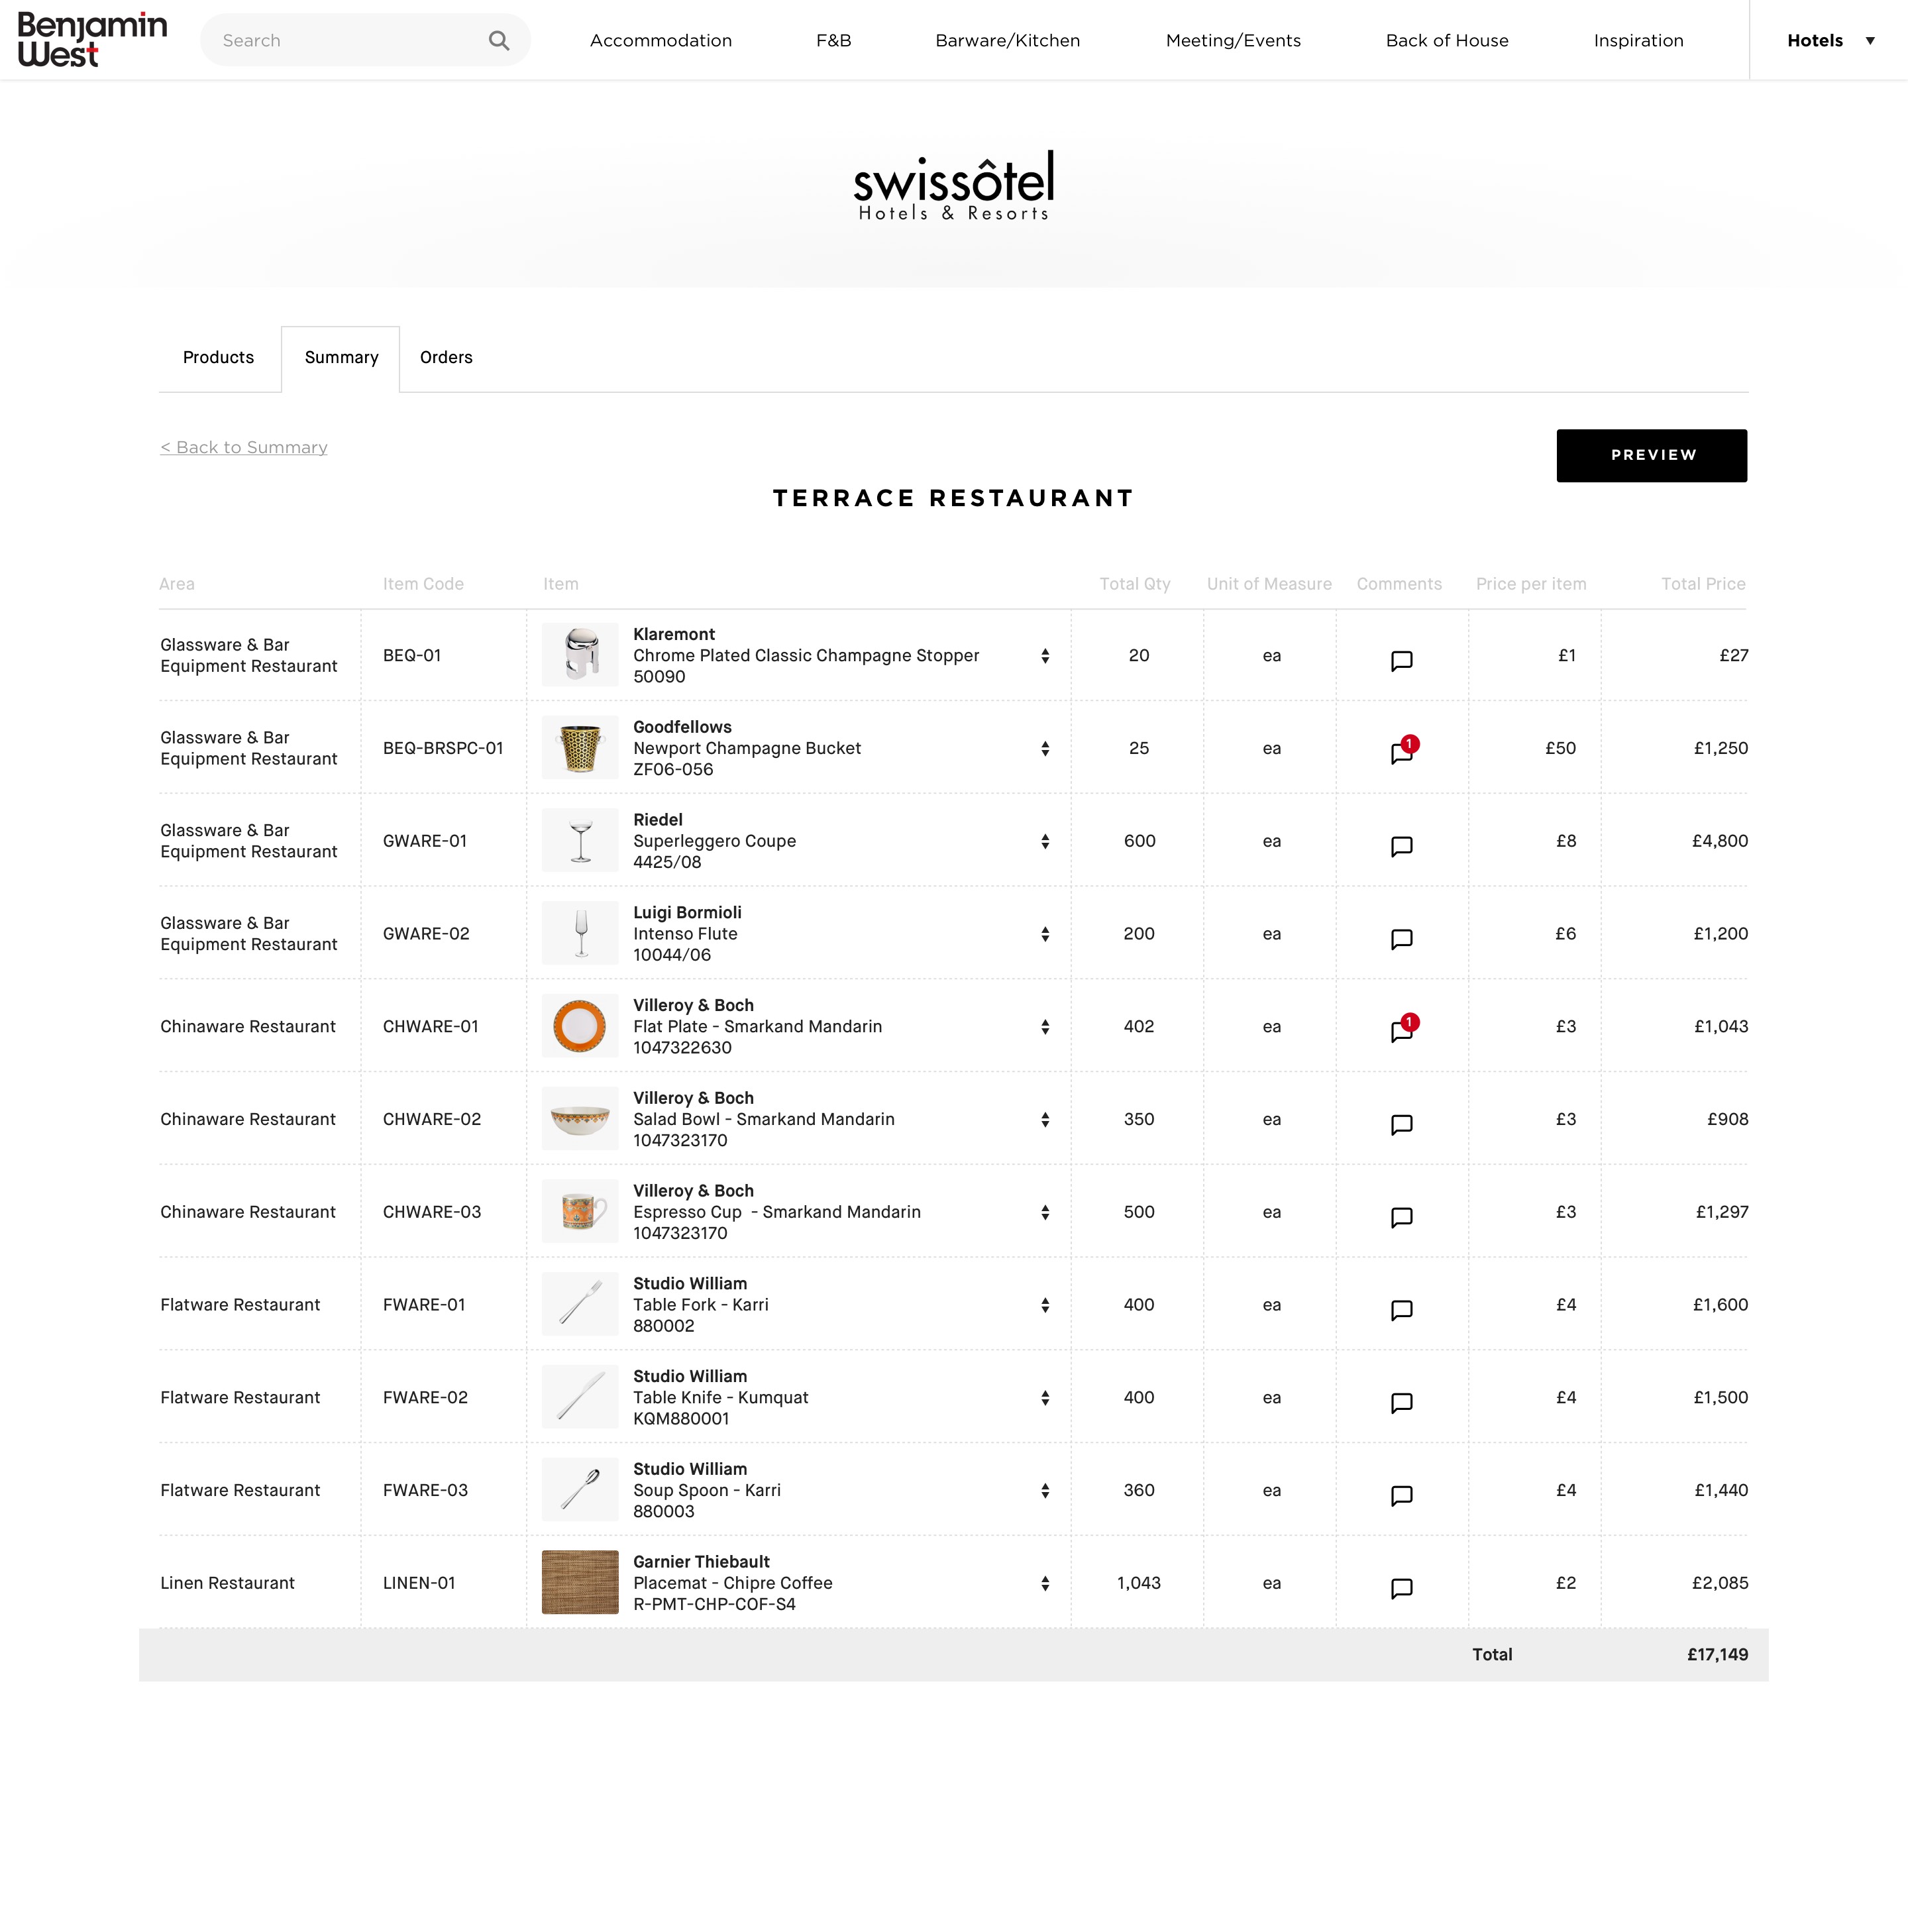 Benjamin
West
Search
Accommodation F&B Barware/Kitchen Meeting/Events Back of House Inspiration Hotels ▼
swissôtel
Hotels & Resorts
Products Summary Orders
< Back to Summary
PREVIEW
TERRACE RESTAURANT
Area Item Code Item Total Qty Unit of Measure Comments Price per item Total Price
Glassware & Bar
Equipment Restaurant
BEQ-01
Klaremont
Chrome Plated Classic Champagne Stopper
50090
20 ea £1 £27
Glassware & Bar
Equipment Restaurant
BEQ-BRSPC-01
Goodfellows
Newport Champagne Bucket
ZF06-056
25 ea 1 £50 £1,250
Glassware & Bar
Equipment Restaurant
GWARE-01
Riedel
Superleggero Coupe
4425/08
600 ea £8 £4,800
Glassware & Bar
Equipment Restaurant
GWARE-02
Luigi Bormioli
Intenso Flute
10044/06
200 ea £6 £1,200
Chinaware Restaurant
CHWARE-01
Villeroy & Boch
Flat Plate - Smarkand Mandarin
1047322630
402 ea 1 £3 £1,043
Chinaware Restaurant
CHWARE-02
Villeroy & Boch
Salad Bowl - Smarkand Mandarin
1047323170
350 ea £3 £908
Chinaware Restaurant
CHWARE-03
Villeroy & Boch
Espresso Cup  - Smarkand Mandarin
1047323170
500 ea £3 £1,297
Flatware Restaurant
FWARE-01
Studio William
Table Fork - Karri
880002
400 ea £4 £1,600
Flatware Restaurant
FWARE-02
Studio William
Table Knife - Kumquat
KQM880001
400 ea £4 £1,500
Flatware Restaurant
FWARE-03
Studio William
Soup Spoon - Karri
880003
360 ea £4 £1,440
Linen Restaurant
LINEN-01
Garnier Thiebault
Placemat - Chipre Coffee
R-PMT-CHP-COF-S4
1,043 ea £2 £2,085
Total £17,149